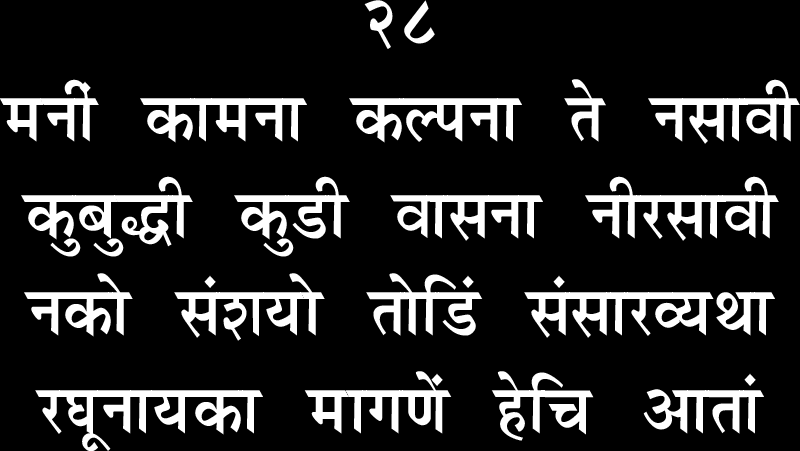 २८
मनीं कामना कल्पना ते नसावी
कुबुद्धी कुडी वासना नीरसावी
नको संशयो तोडिं संसारव्यथा
रघूनायका मागणें हेचि आतां